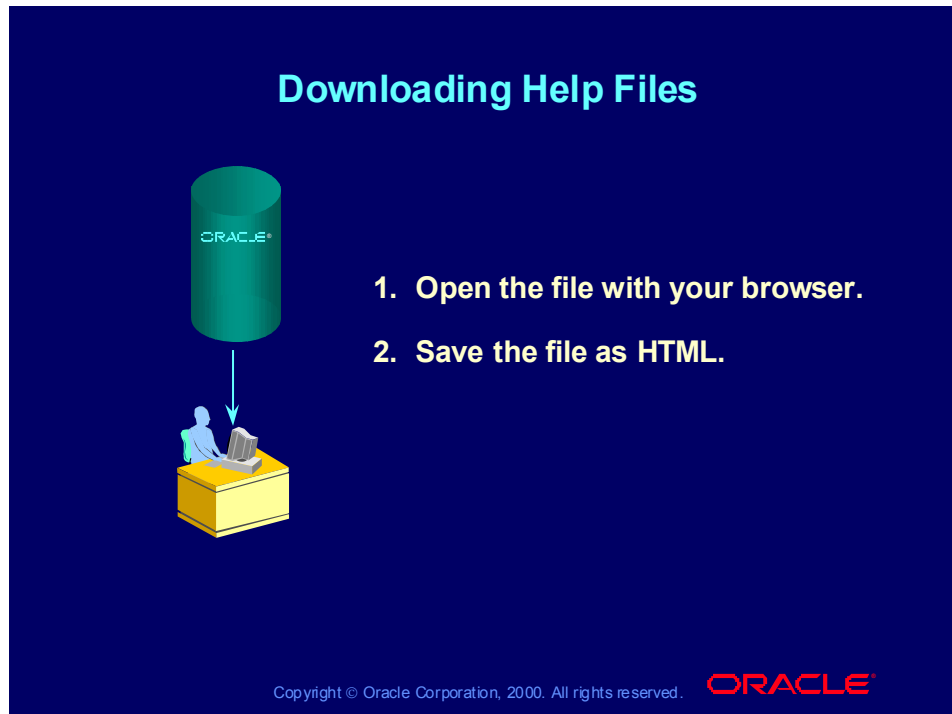 Downloading Help Files
ORACLE®
1. Open the file with your browser.
2. Save the file as HTML.
Copyright © Oracle Corporation, 2000. All rights reserved.
ORACLE®